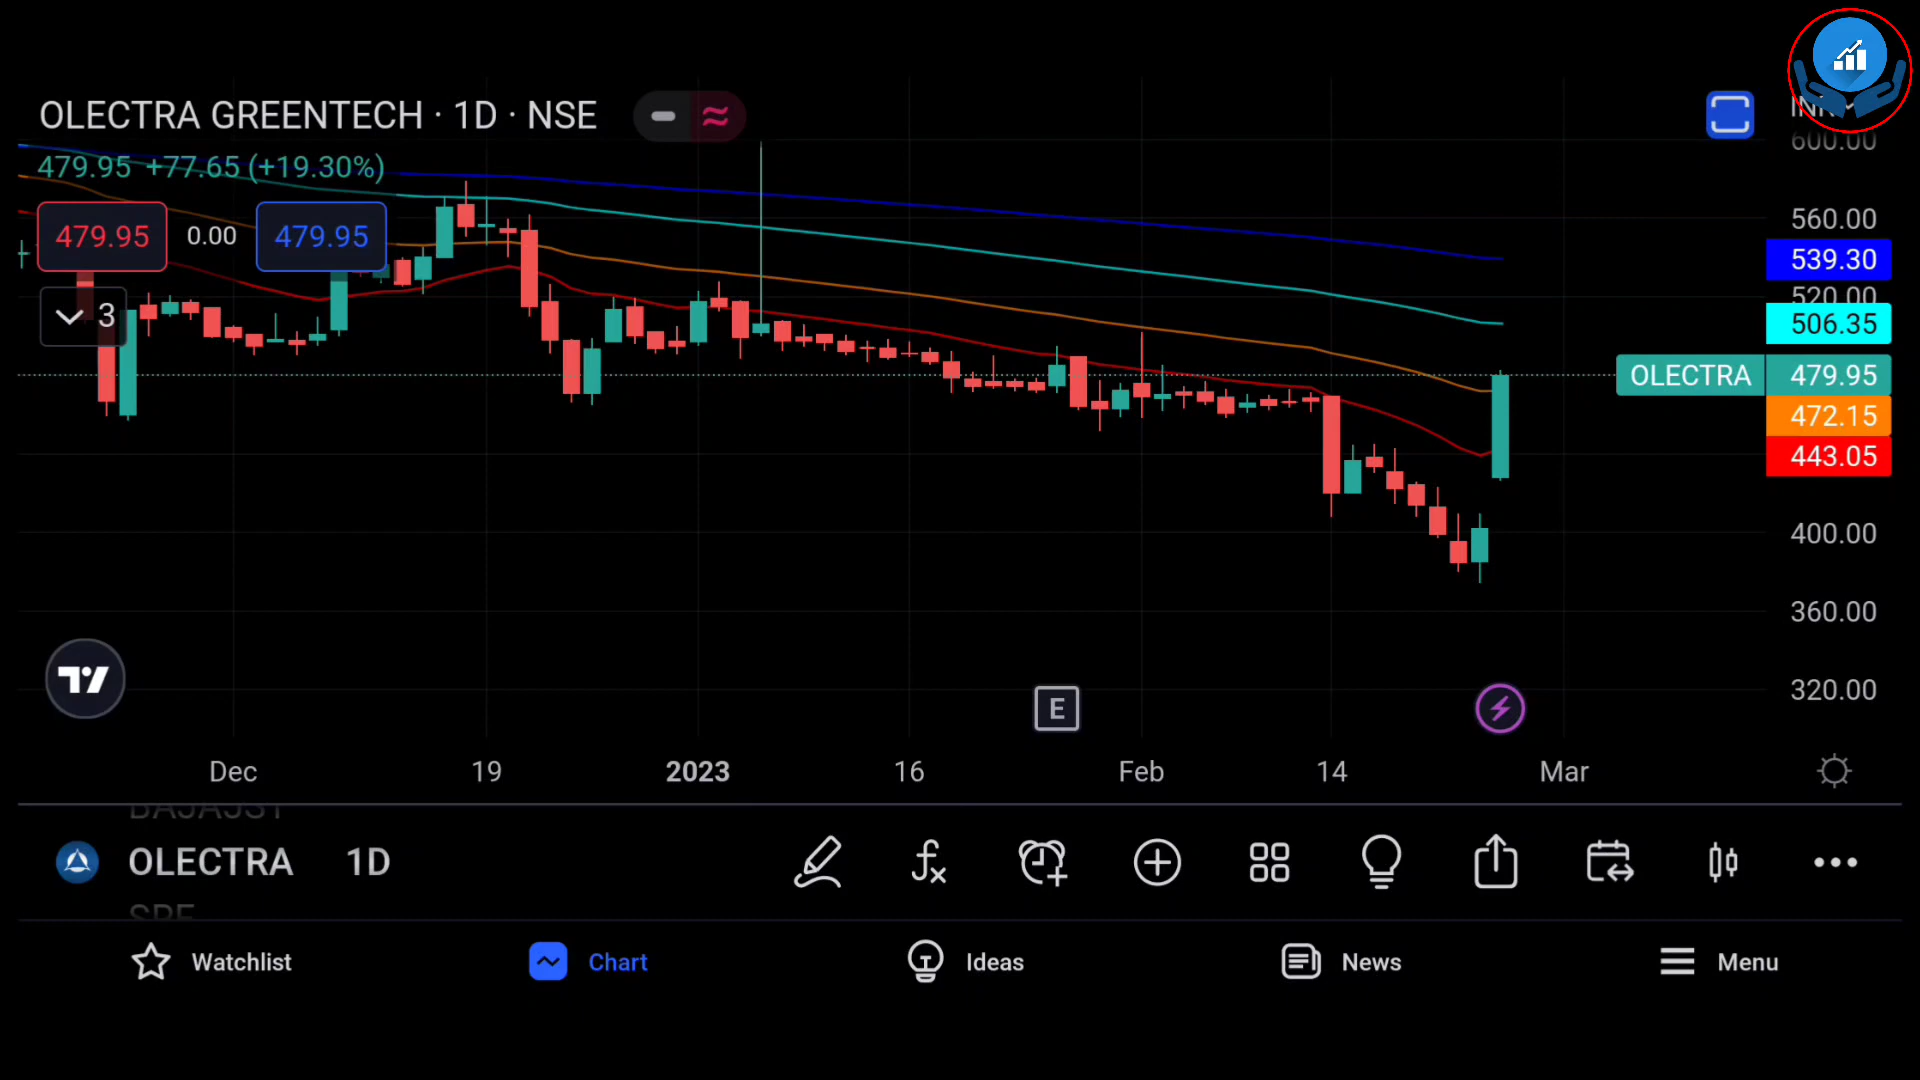 OLECTRA GREENTECH · 1D · NSE
479.95 +77.65 (+19.30%)
479.95 0.00 479.95
3
600.00
560.00
539.30
520.00
506.35
OLECTRA 479.95
472.15
443.05
400.00
360.00
320.00
E
Dec 19 2023 16 Feb 14 Mar
BAJAJST
OLECTRA 1D
Watchlist Chart Ideas News Menu